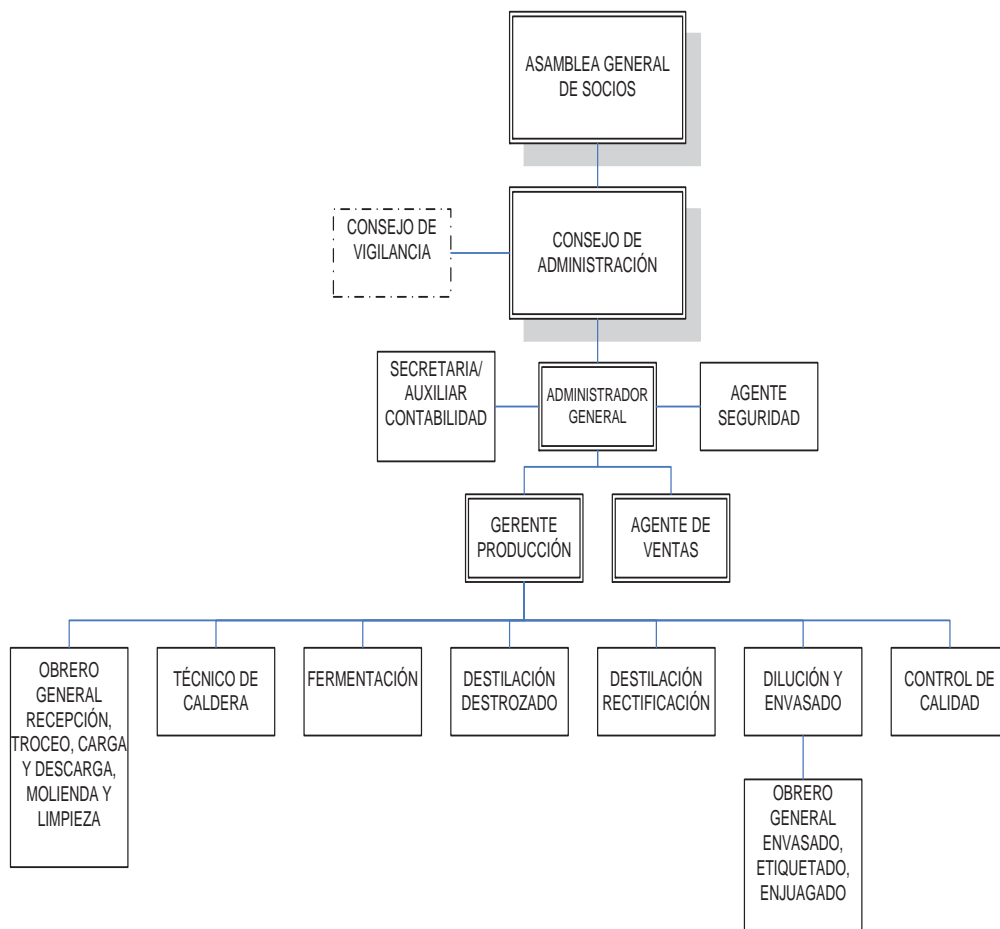 ASAMBLEA GENERAL
DE SOCIOS
CONSEJO DE
VIGILANCIA
CONSEJO DE
ADMINISTRACIÓN
SECRETARIA/
AUXILIAR
CONTABILIDAD
ADMINISTRADOR
GENERAL
AGENTE
SEGURIDAD
GERENTE
PRODUCCIÓN
AGENTE DE
VENTAS
OBRERO
GENERAL
RECEPCIÓN,
TROCEO, CARGA
Y DESCARGA,
MOLIENDA Y
LIMPIEZA
TÉCNICO DE
CALDERA
FERMENTACIÓN
DESTILACIÓN
DESTROZADO
DESTILACIÓN
RECTIFICACIÓN
DILUCIÓN Y
ENVASADO
CONTROL DE
CALIDAD
OBRERO
GENERAL
ENVASADO,
ETIQUETADO,
ENJUAGADO